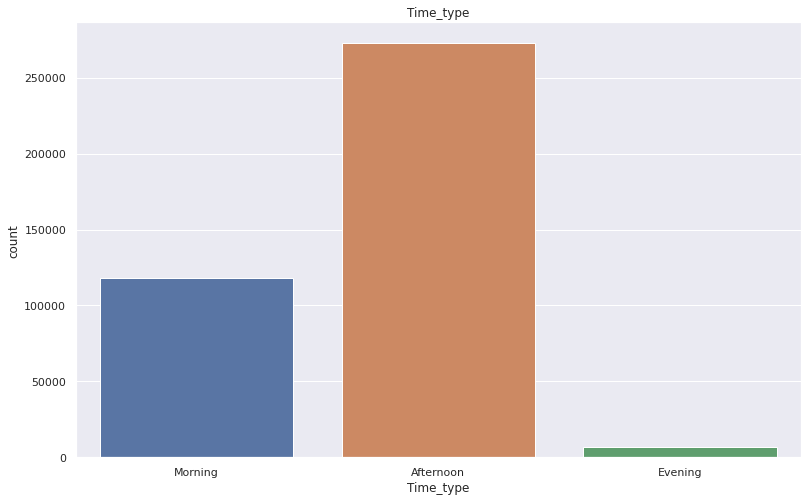 Time_type
250000
200000
150000
100000
50000
0
count
Morning
Afternoon
Evening
Time_type